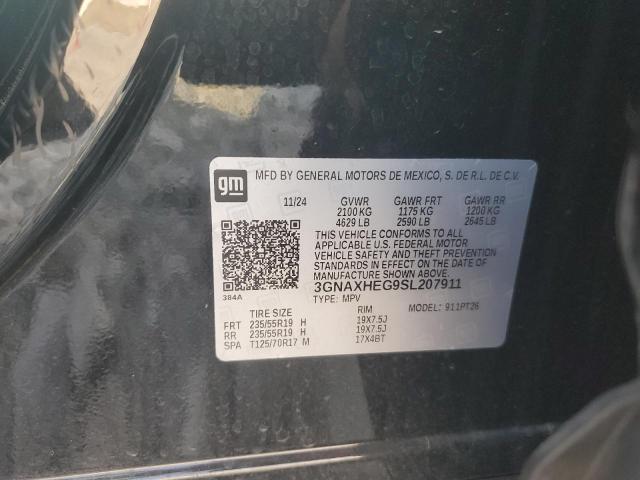 gm
MFD BY GENERAL MOTORS DE MEXICO, S. DE R.L. DE C.V.
11/24 GVWR GAWR FRT GAWR RR
2100 KG 1175 KG 1200 KG
4629 LB 2590 LB 2645 LB
THIS VEHICLE CONFORMS TO ALL
APPLICABLE U.S. FEDERAL MOTOR
VEHICLE SAFETY AND THEFT PREVENTION
STANDARDS IN EFFECT ON THE DATE OF
MANUFACTURE SHOWN ABOVE.
3GNAXHEG9SL207911
384A TYPE: MPV MODEL: 911PT26
TIRE SIZE RIM
FRT 235/55R19 H 19X7.5J
RR 235/55R19 H 19X7.5J
SPA T125/70R17 M 17X4BT